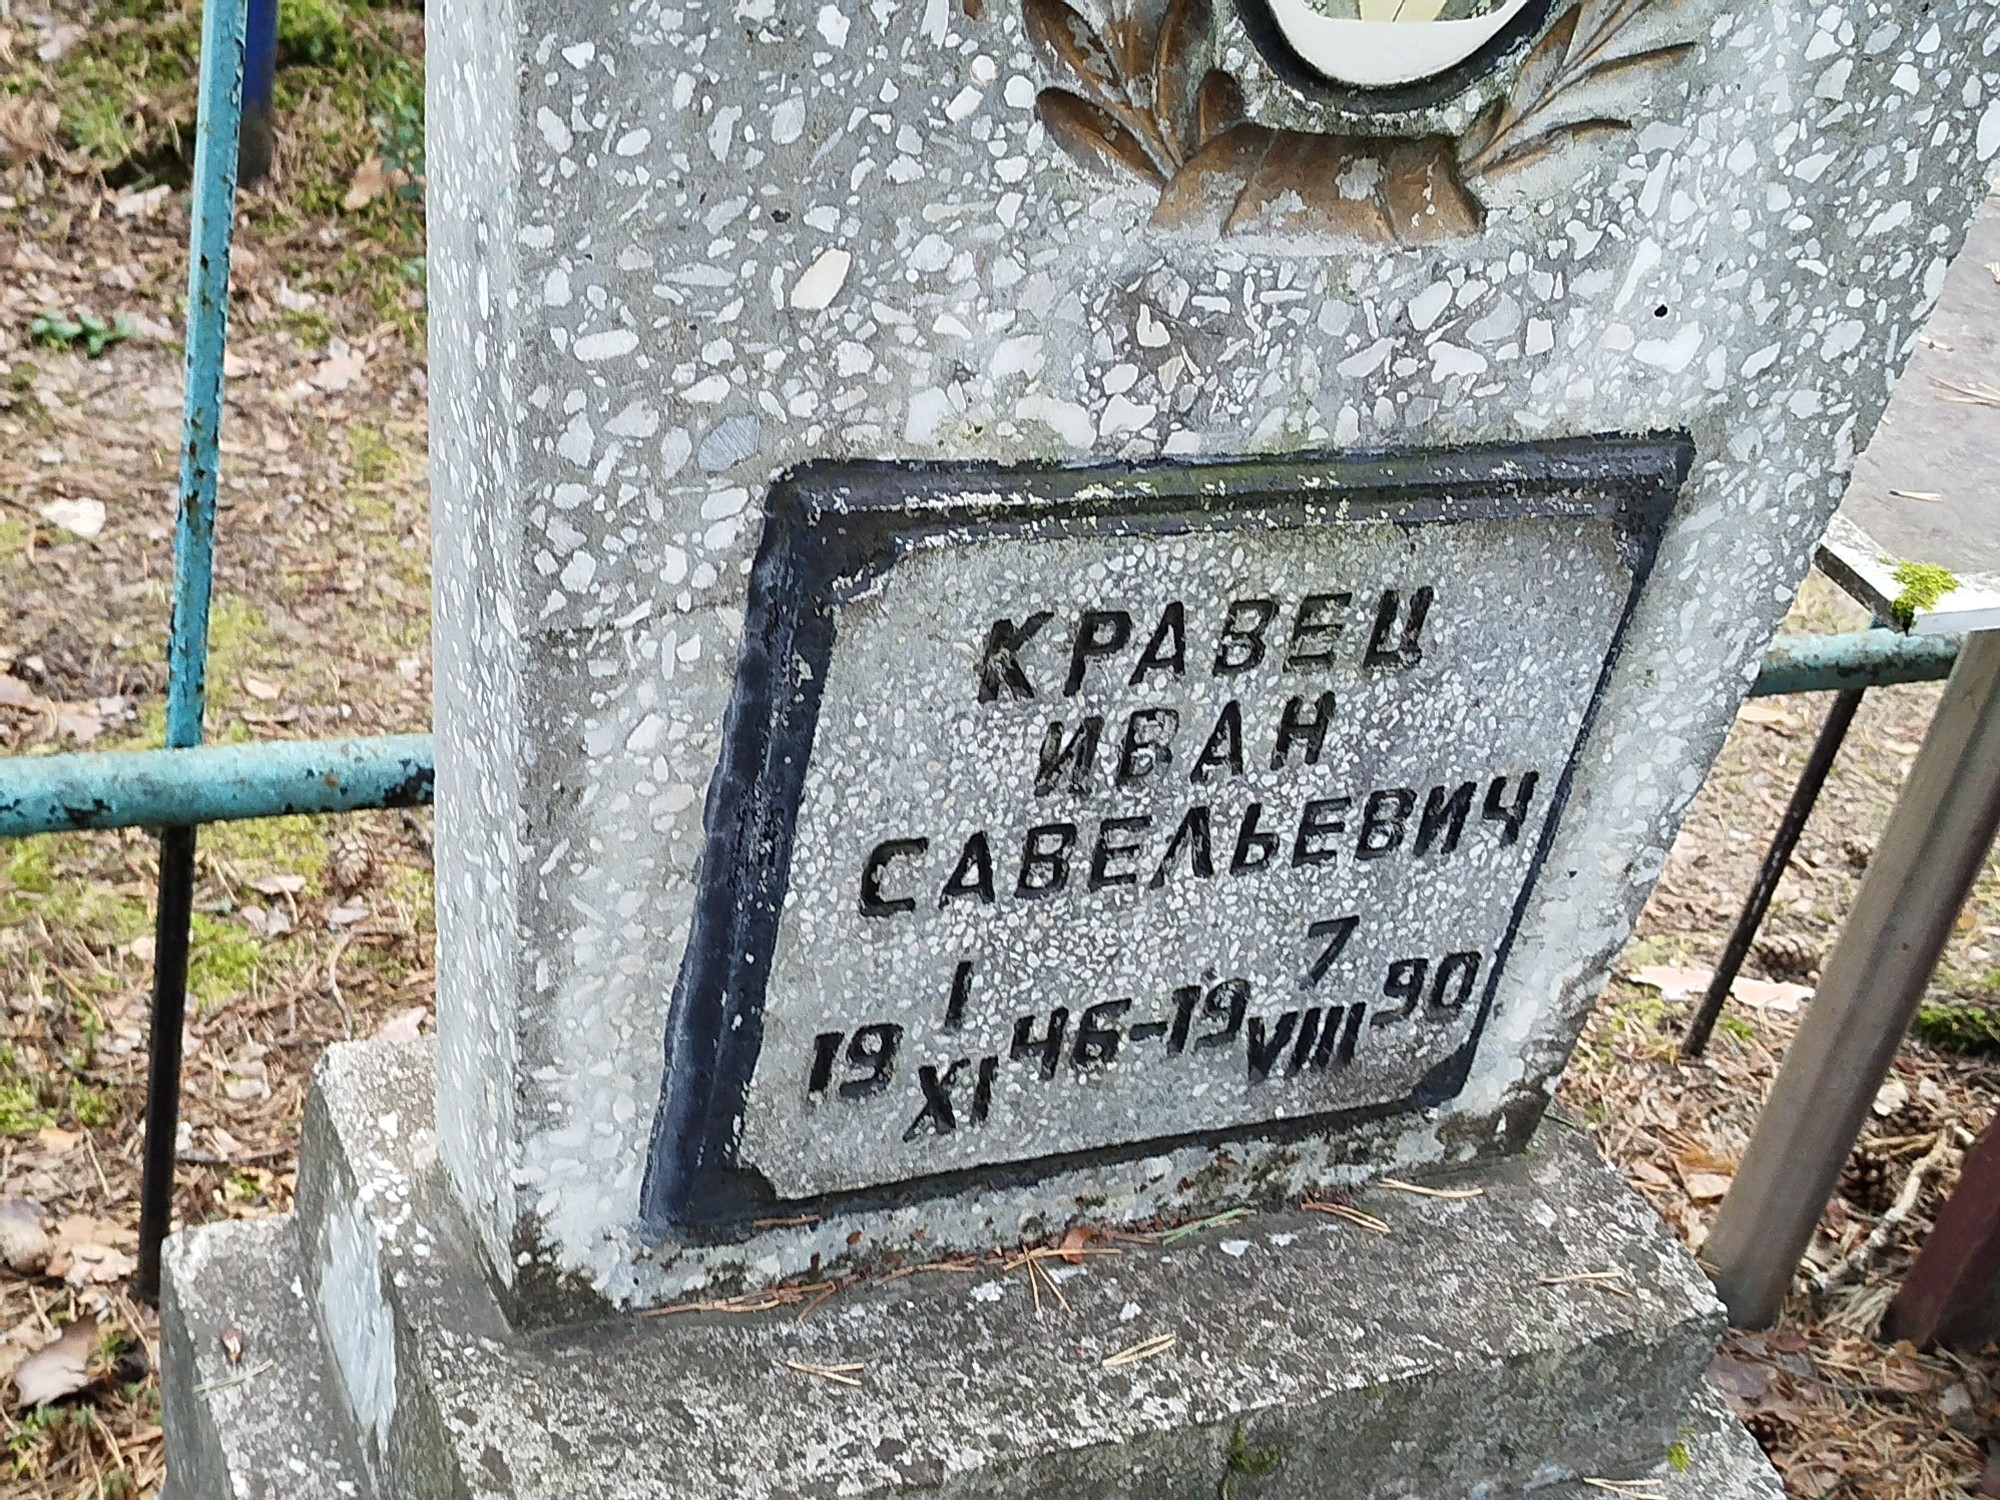 КРАВЕЦ
ИВАН
САВЕЛЬЕВИЧ
19 1/XI 46-19 7/VIII 90